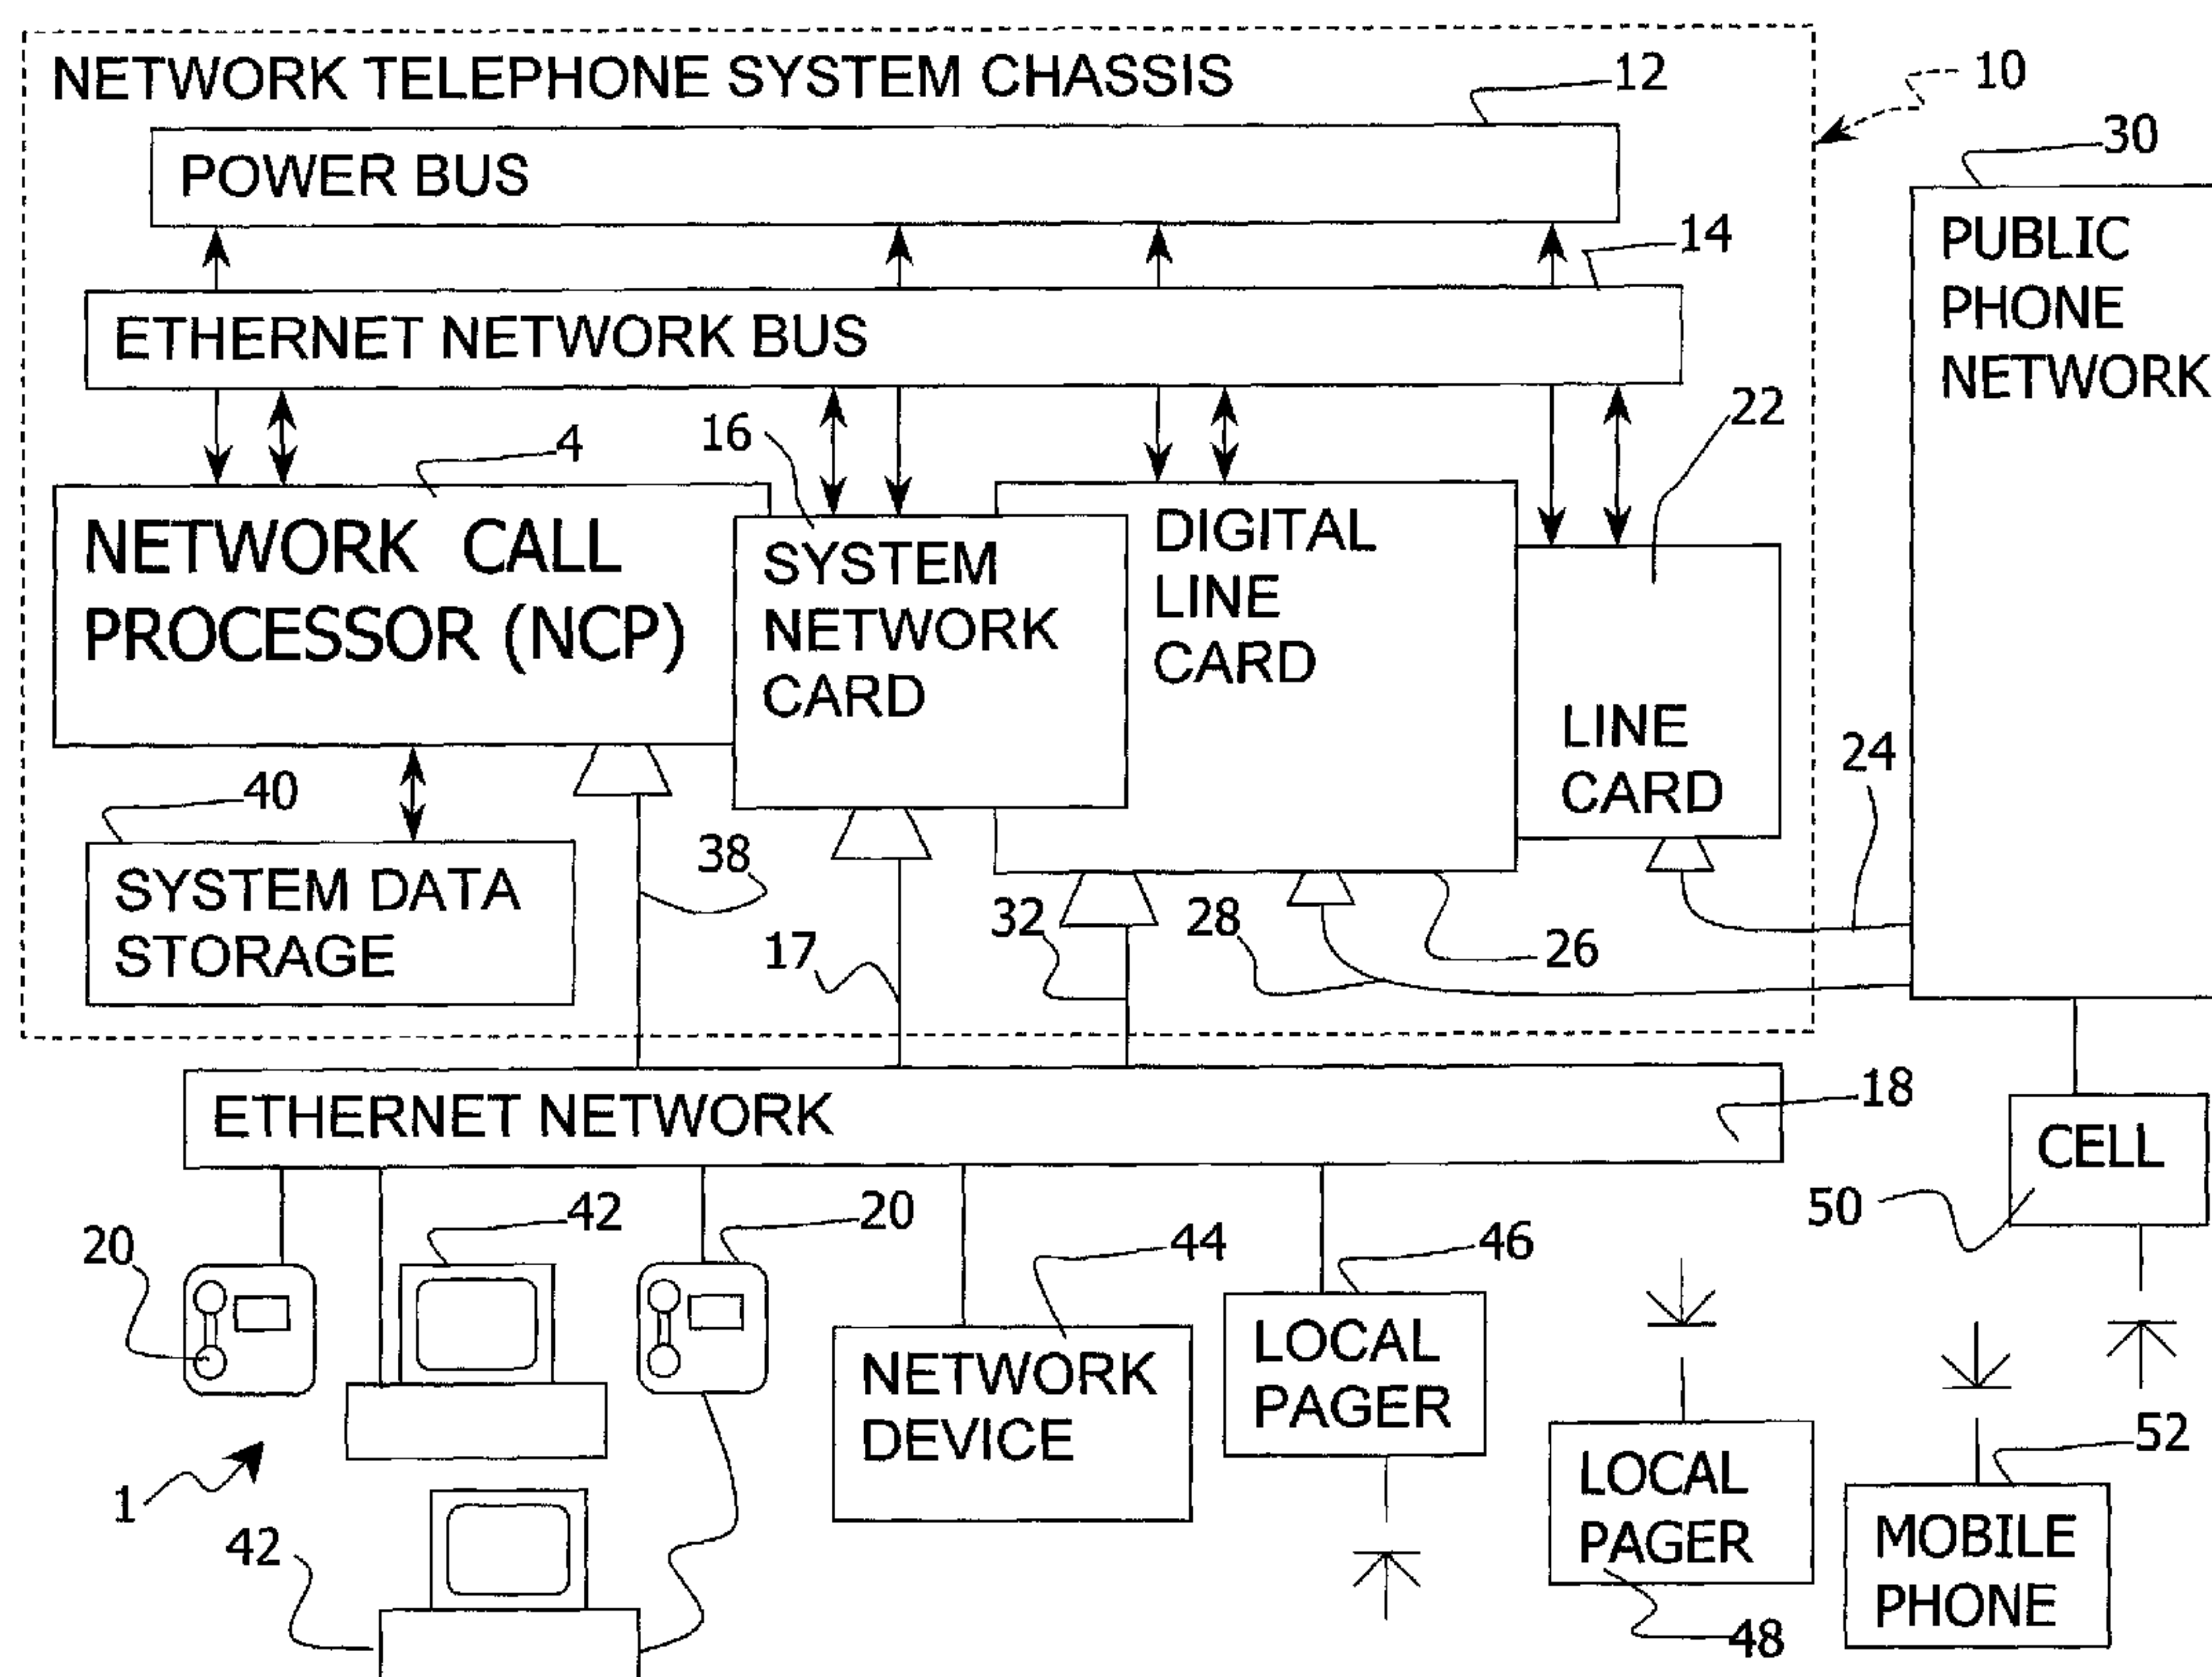 NETWORK TELEPHONE SYSTEM CHASSIS
12
10
30
POWER BUS
14
PUBLIC
PHONE
NETWORK
ETHERNET NETWORK BUS
4
16
22
NETWORK CALL
PROCESSOR (NCP)
SYSTEM
NETWORK
CARD
DIGITAL
LINE
CARD
LINE
CARD
24
40
38
SYSTEM DATA
STORAGE
17
32
28
26
ETHERNET NETWORK
18
CELL
50
20
42
20
44
46
NETWORK
DEVICE
LOCAL
PAGER
LOCAL
PAGER
48
52
MOBILE
PHONE
1
42